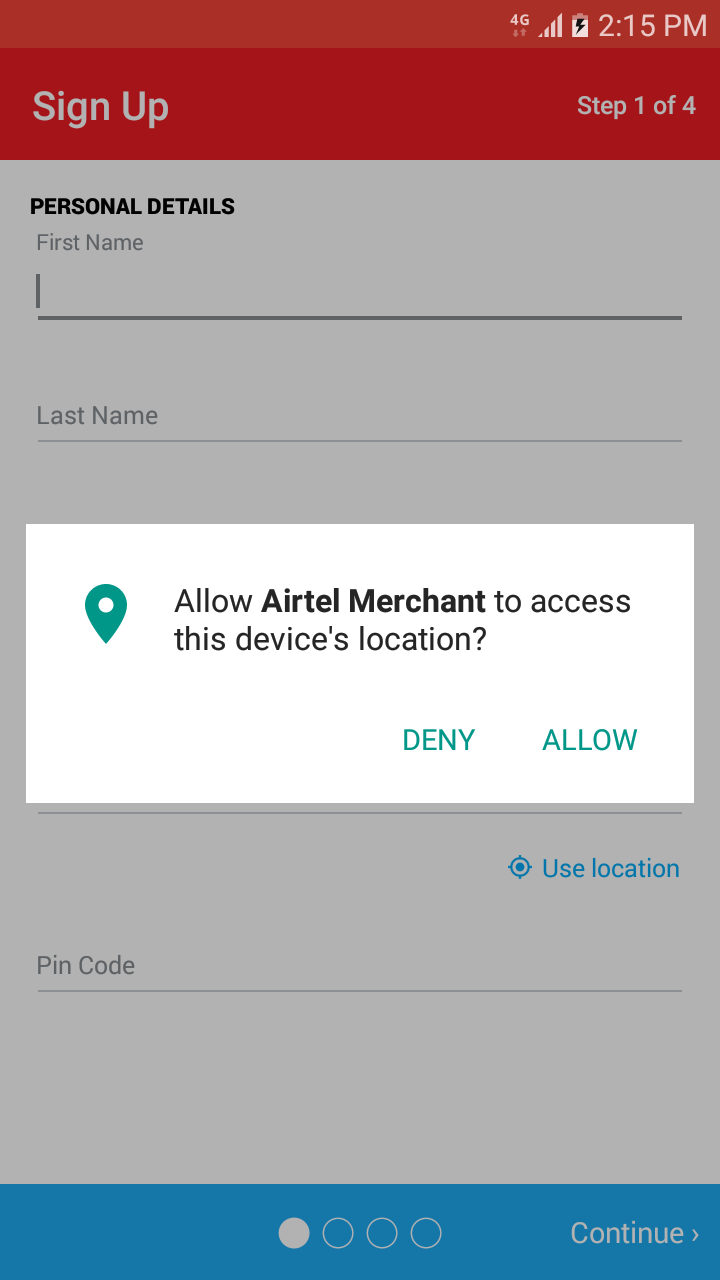 4G 2:15 PM
Sign Up
Step 1 of 4
PERSONAL DETAILS
First Name
Last Name
Allow Airtel Merchant to access
this device's location?
DENY ALLOW
Use location
Pin Code
Continue ›